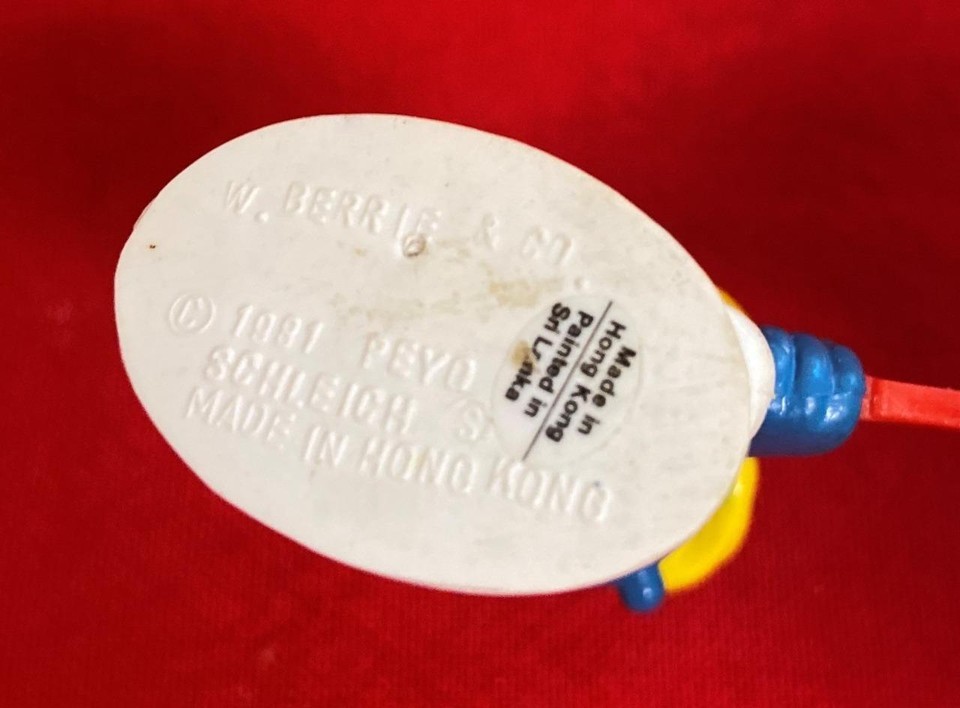 W. BERRIE & CO.
© 1981 PEYO
SCHLEICH S
MADE IN HONG KONG
Made in
Hong Kong
Painted in
Sri Lanka